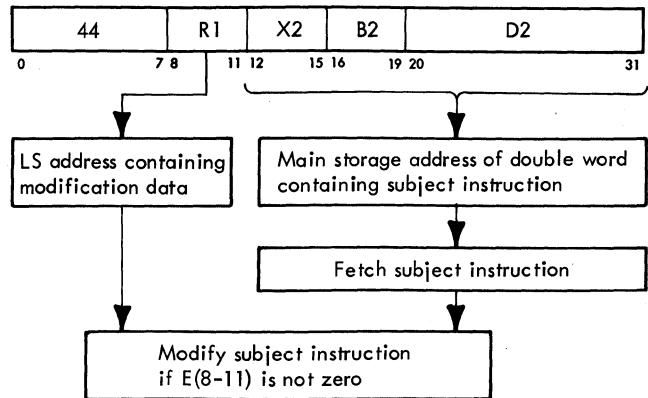 44 R1 X2 B2 D2
0 7 8 11 12 15 16 19 20 31
LS address containing
modification data
Main storage address of double word
containing subject instruction
Fetch subject instruction
Modify subject instruction
if E(8-11) is not zero